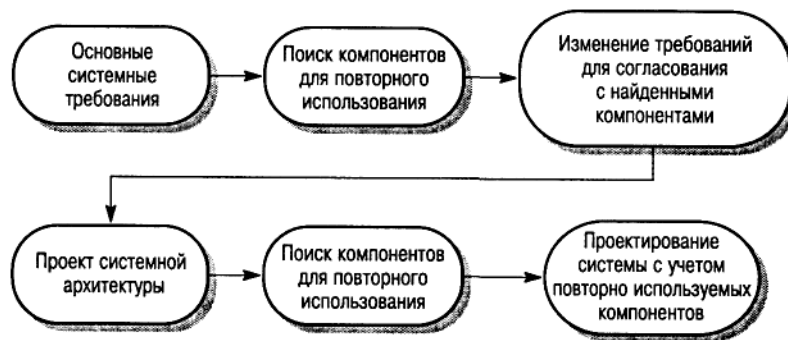 Основные
системные
требования
Поиск компонентов
для повторного
использования
Изменение требований
для согласования
с найденными
компонентами
Проект системной
архитектуры
Поиск компонентов
для повторного
использования
Проектирование
системы с учетом
повторно используемых
компонентов